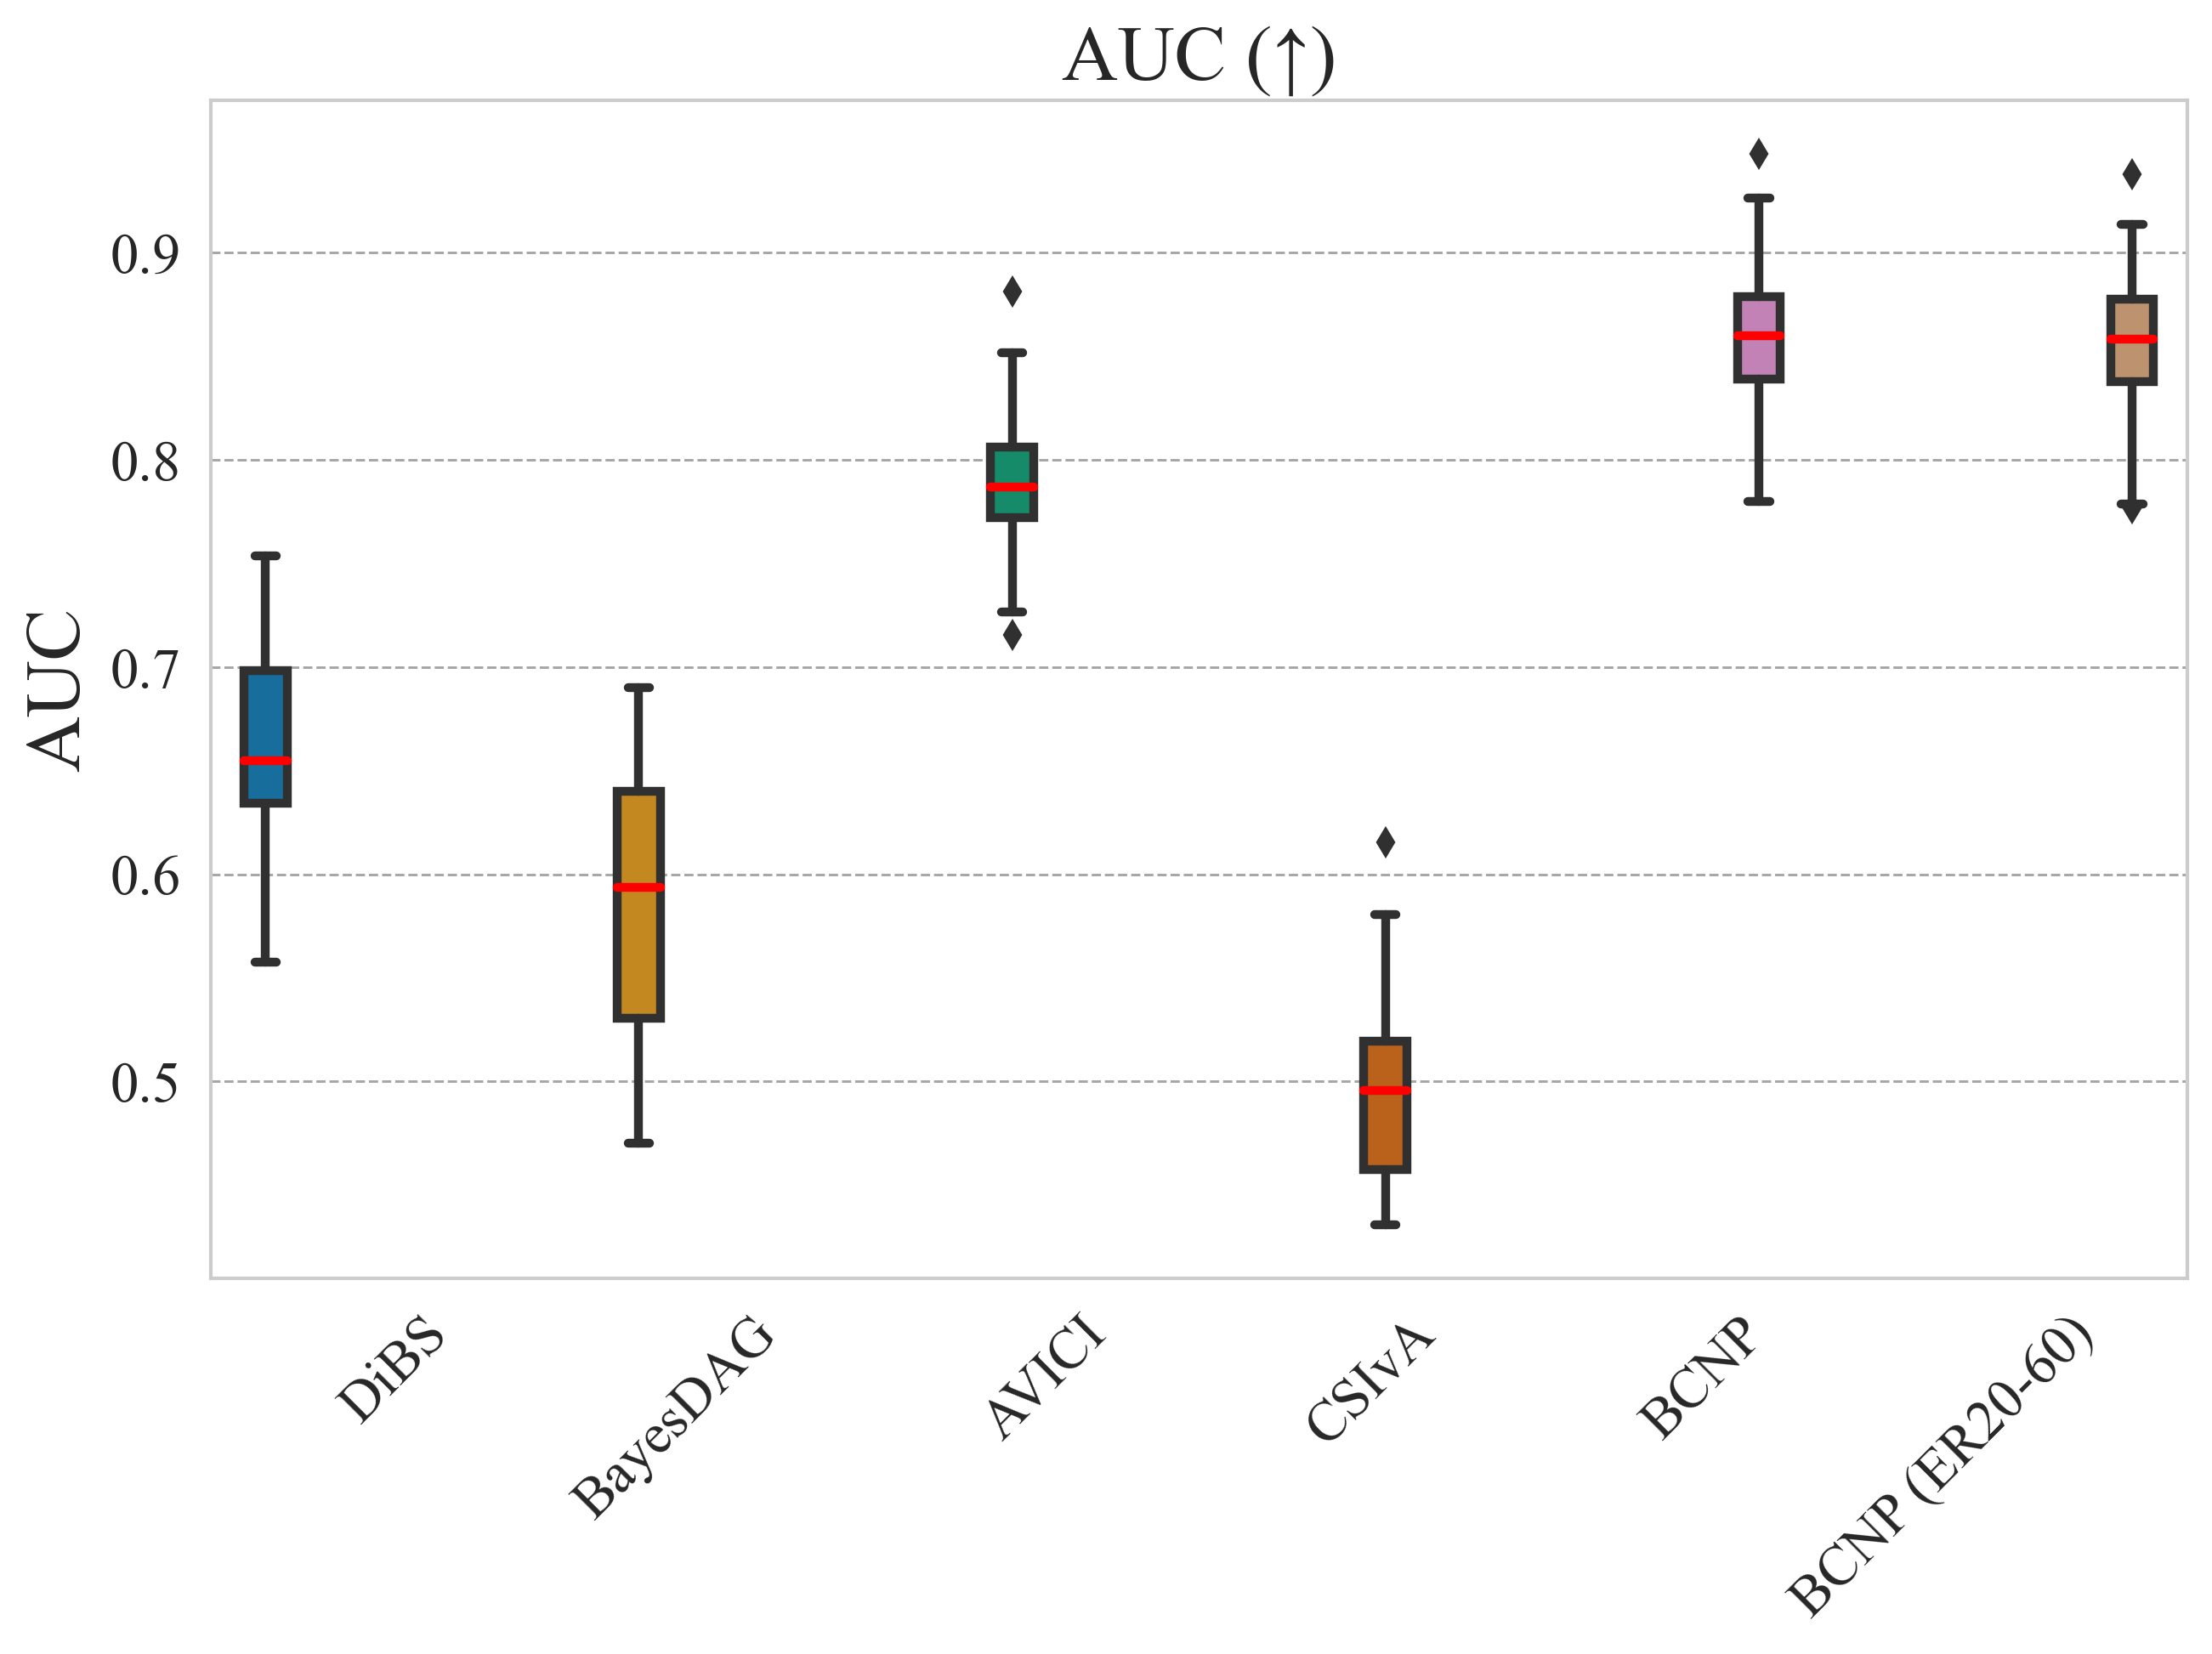 AUC (↑)
AUC
0.9
0.8
0.7
0.6
0.5
DiBS
BayesDAG
AVICI
CSIvA
BCNP
BCNP (ER20-60))